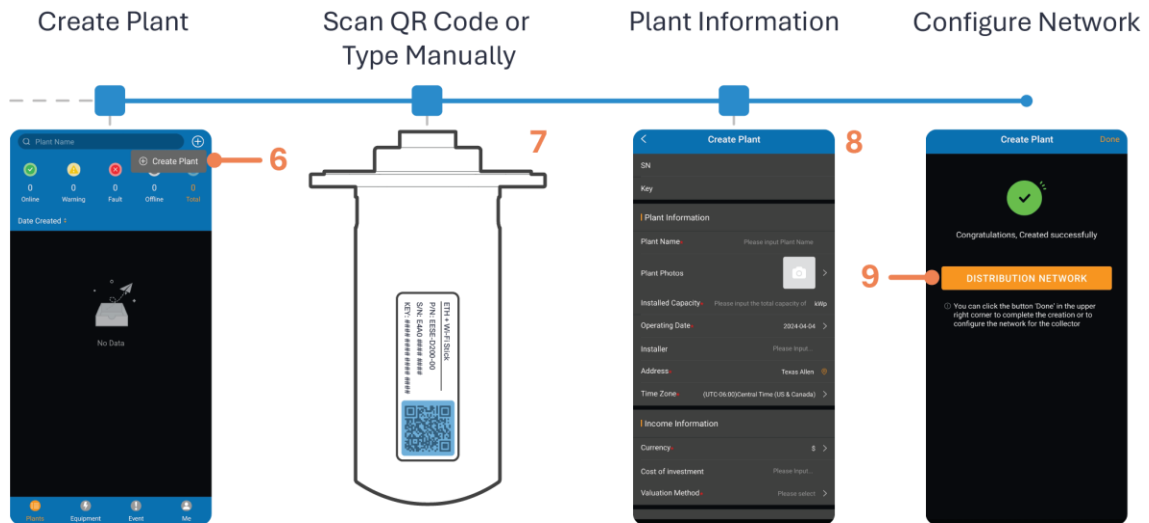 Create Plant
Scan QR Code or
Type Manually
Plant Information
Configure Network
Plant Name
Create Plant
6
0
0
0
0
0
Online
Warning
Fault
Offline
Total
Date Created
No Data
Plants
Equipment
Event
Me
7
ETH + Wi-Fi Stick
P/N: EESE-D200-00
S/N: E4A0 #### ####
KEY: #### #### #### ####
8
Create Plant
SN
Key
Plant Information
Plant Name* Please input Plant Name
Plant Photos
Installed Capacity* Please input the total capacity of kWp
Operating Date* 2024-04-04
Installer Please Input...
Address* Texas Allen
Time Zone* (UTC-06:00)Central Time (US & Canada)
Income Information
Currency* $
Cost of investment Please Input...
Valuation Method* Please select
Create Plant Done
Congratulations, Created successfully
9
DISTRIBUTION NETWORK
You can click the button 'Done' in the upper
right corner to complete the creation or to
configure the network for the collector